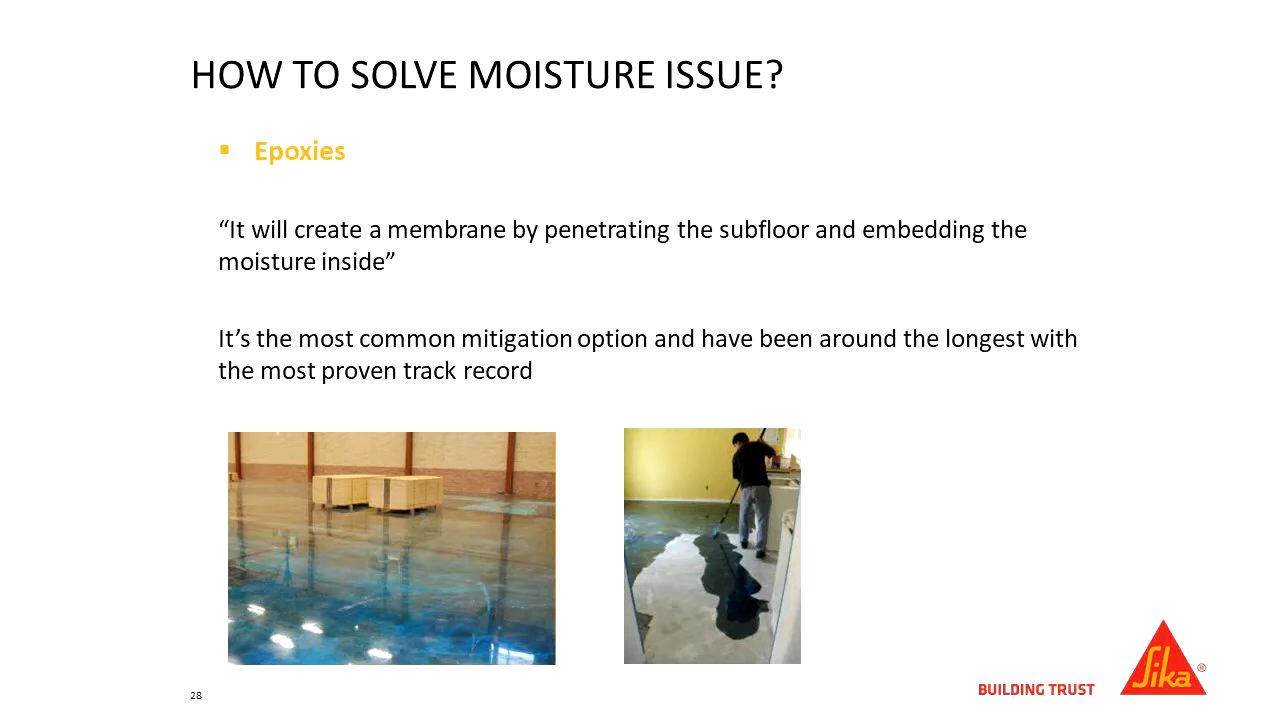 HOW TO SOLVE MOISTURE ISSUE?
▪ Epoxies
“It will create a membrane by penetrating the subfloor and embedding the
moisture inside”
It’s the most common mitigation option and have been around the longest with
the most proven track record
28
BUILDING TRUST
Sika®